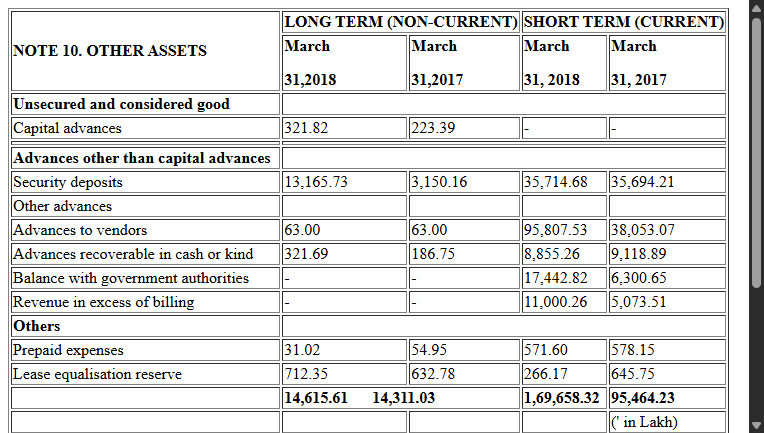 NOTE 10. OTHER ASSETS LONG TERM (NON-CURRENT) SHORT TERM (CURRENT)
March 31,2018 March 31,2017 March 31, 2018 March 31, 2017
Unsecured and considered good
Capital advances 321.82 223.39 - -
Advances other than capital advances
Security deposits 13,165.73 3,150.16 35,714.68 35,694.21
Other advances
Advances to vendors 63.00 63.00 95,807.53 38,053.07
Advances recoverable in cash or kind 321.69 186.75 8,855.26 9,118.89
Balance with government authorities - - 17,442.82 6,300.65
Revenue in excess of billing - - 11,000.26 5,073.51
Others
Prepaid expenses 31.02 54.95 571.60 578.15
Lease equalisation reserve 712.35 632.78 266.17 645.75
14,615.61 14,311.03 1,69,658.32 95,464.23
(' in Lakh)